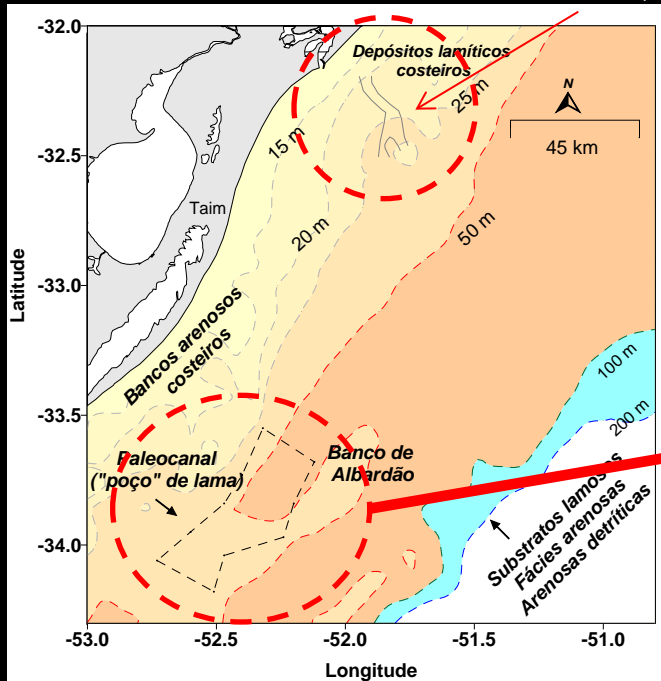 -32.0
-32.5
-33.0
-33.5
-34.0
Latitude
Depósitos lamíticos
costeiros
25 m
N
45 km
15 m
20 m
50 m
Taim
Bancos arenosos
costeiros
100 m
200 m
Paleocanal
("poço" de lama)
Banco de
Albardão
Substratos lamosos
Fácies arenosas
Arenosas detríticas
-53.0
-52.5
-52.0
-51.5
-51.0
Longitude